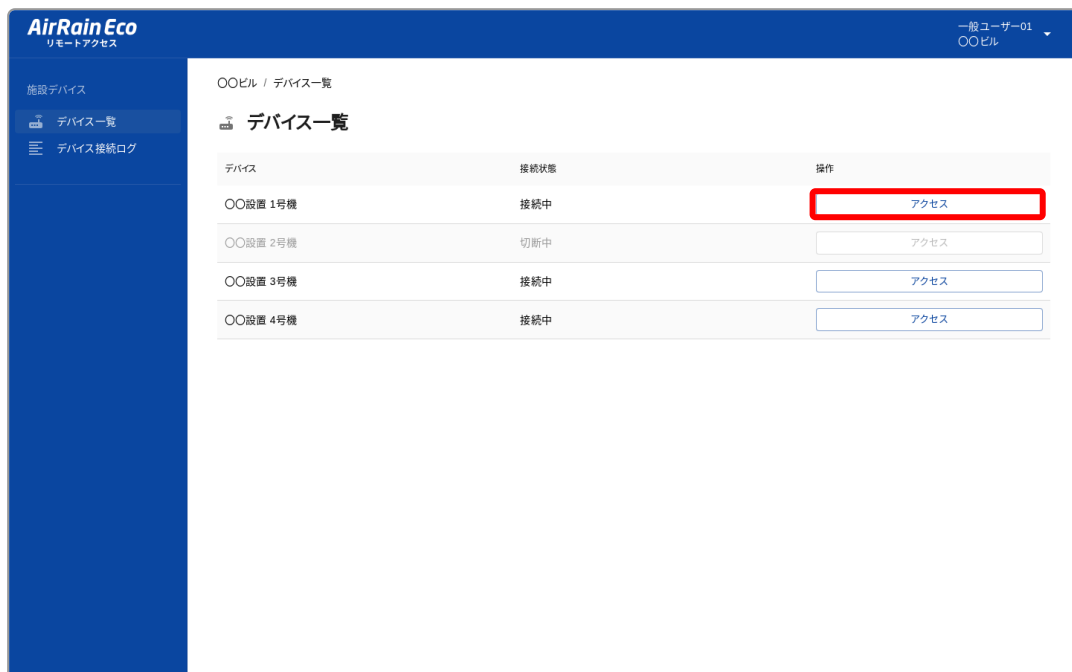 AirRain Eco
リモートアクセス
一般ユーザー01
〇〇ビル
施設デバイス
デバイス一覧
デバイス接続ログ
〇〇ビル / デバイス一覧
デバイス一覧
デバイス 接続状態 操作
〇〇設置 1号機 接続中 アクセス
〇〇設置 2号機 切断中 アクセス
〇〇設置 3号機 接続中 アクセス
〇〇設置 4号機 接続中 アクセス